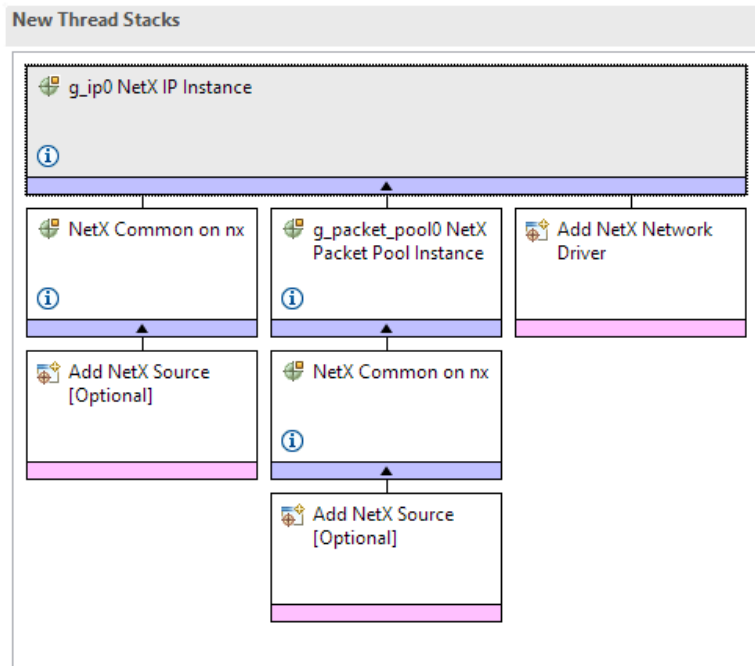 New Thread Stacks
g_ip0 NetX IP Instance
NetX Common on nx
g_packet_pool0 NetX
Packet Pool Instance
Add NetX Network
Driver
Add NetX Source
[Optional]
NetX Common on nx
Add NetX Source
[Optional]